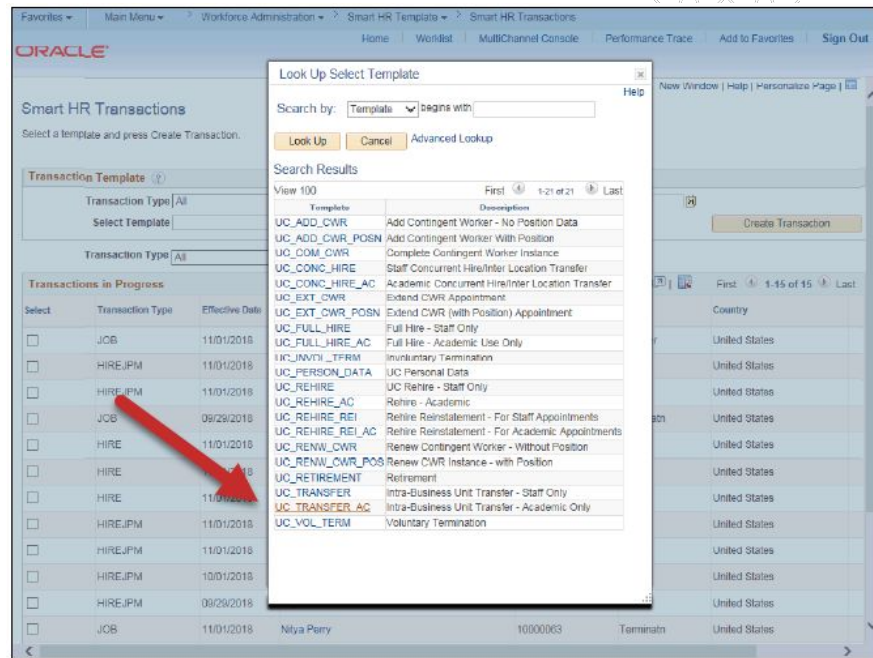 Favorites Main Menu > Workforce Administration > Smart HR Template > Smart HR Transactions
Home Worklist MultiChannel Console Performance Trace Add to Favorites Sign Out
ORACLE
Look Up Select Template
Help
New Window | Help | Personalize Page |
Smart HR Transactions
Select a template and press Create Transaction.
Search by: Template begins with
Look Up Cancel Advanced Lookup
Transaction Template
Transaction Type All
Select Template
Create Transaction
Transaction Type All
Search Results
View 100 First 1-21 of 21 Last
Template Description
UC_ADD_CWR Add Contingent Worker - No Position Data
UC_ADD_CWR_POSN Add Contingent Worker With Position
UC_COM_CWR Complete Contingent Worker Instance
UC_CONC_HIRE Staff Concurrent Hire/Inter Location Transfer
UC_CONC_HIRE_AC Academic Concurrent Hire/Inter Location Transfer
UC_EXT_CWR Extend CWR Appointment
UC_EXT_CWR_POSN Extend CWR (with Position) Appointment
UC_FULL_HIRE Full Hire - Staff Only
UC_FULL_HIRE_AC Full Hire - Academic Use Only
UC_INVOL_TERM Involuntary Termination
UC_PERSON_DATA UC Personal Data
UC_REHIRE UC Rehire - Staff Only
UC_REHIRE_AC Rehire - Academic
UC_REHIRE_REI Rehire Reinstatement - For Staff Appointments
UC_REHIRE_REI_AC Rehire Reinstatement - For Academic Appointments
UC_RENW_CWR Renew Contingent Worker - Without Position
UC_RENW_CWR_POS Renew CWR Instance - with Position
UC_RETIREMENT Retirement
UC_TRANSFER Intra-Business Unit Transfer - Staff Only
UC_TRANSFER_AC Intra-Business Unit Transfer - Academic Only
UC_VOL_TERM Voluntary Termination
Transactions in Progress First 1-15 of 15 Last
Select Transaction Type Effective Date Country
JOB 11/01/2018 United States
HIREJPM 11/01/2018 United States
HIREJPM 11/01/2018 United States
JOB 09/29/2018 United States
HIRE 11/01/2018 United States
HIRE United States
HIRE United States
HIREJPM 11/01/2018 United States
HIREJPM 11/01/2018 United States
HIREJPM 10/01/2018 United States
HIREJPM 09/29/2018 United States
JOB 11/01/2018 Nitya Perry 10000063 Terminatn United States